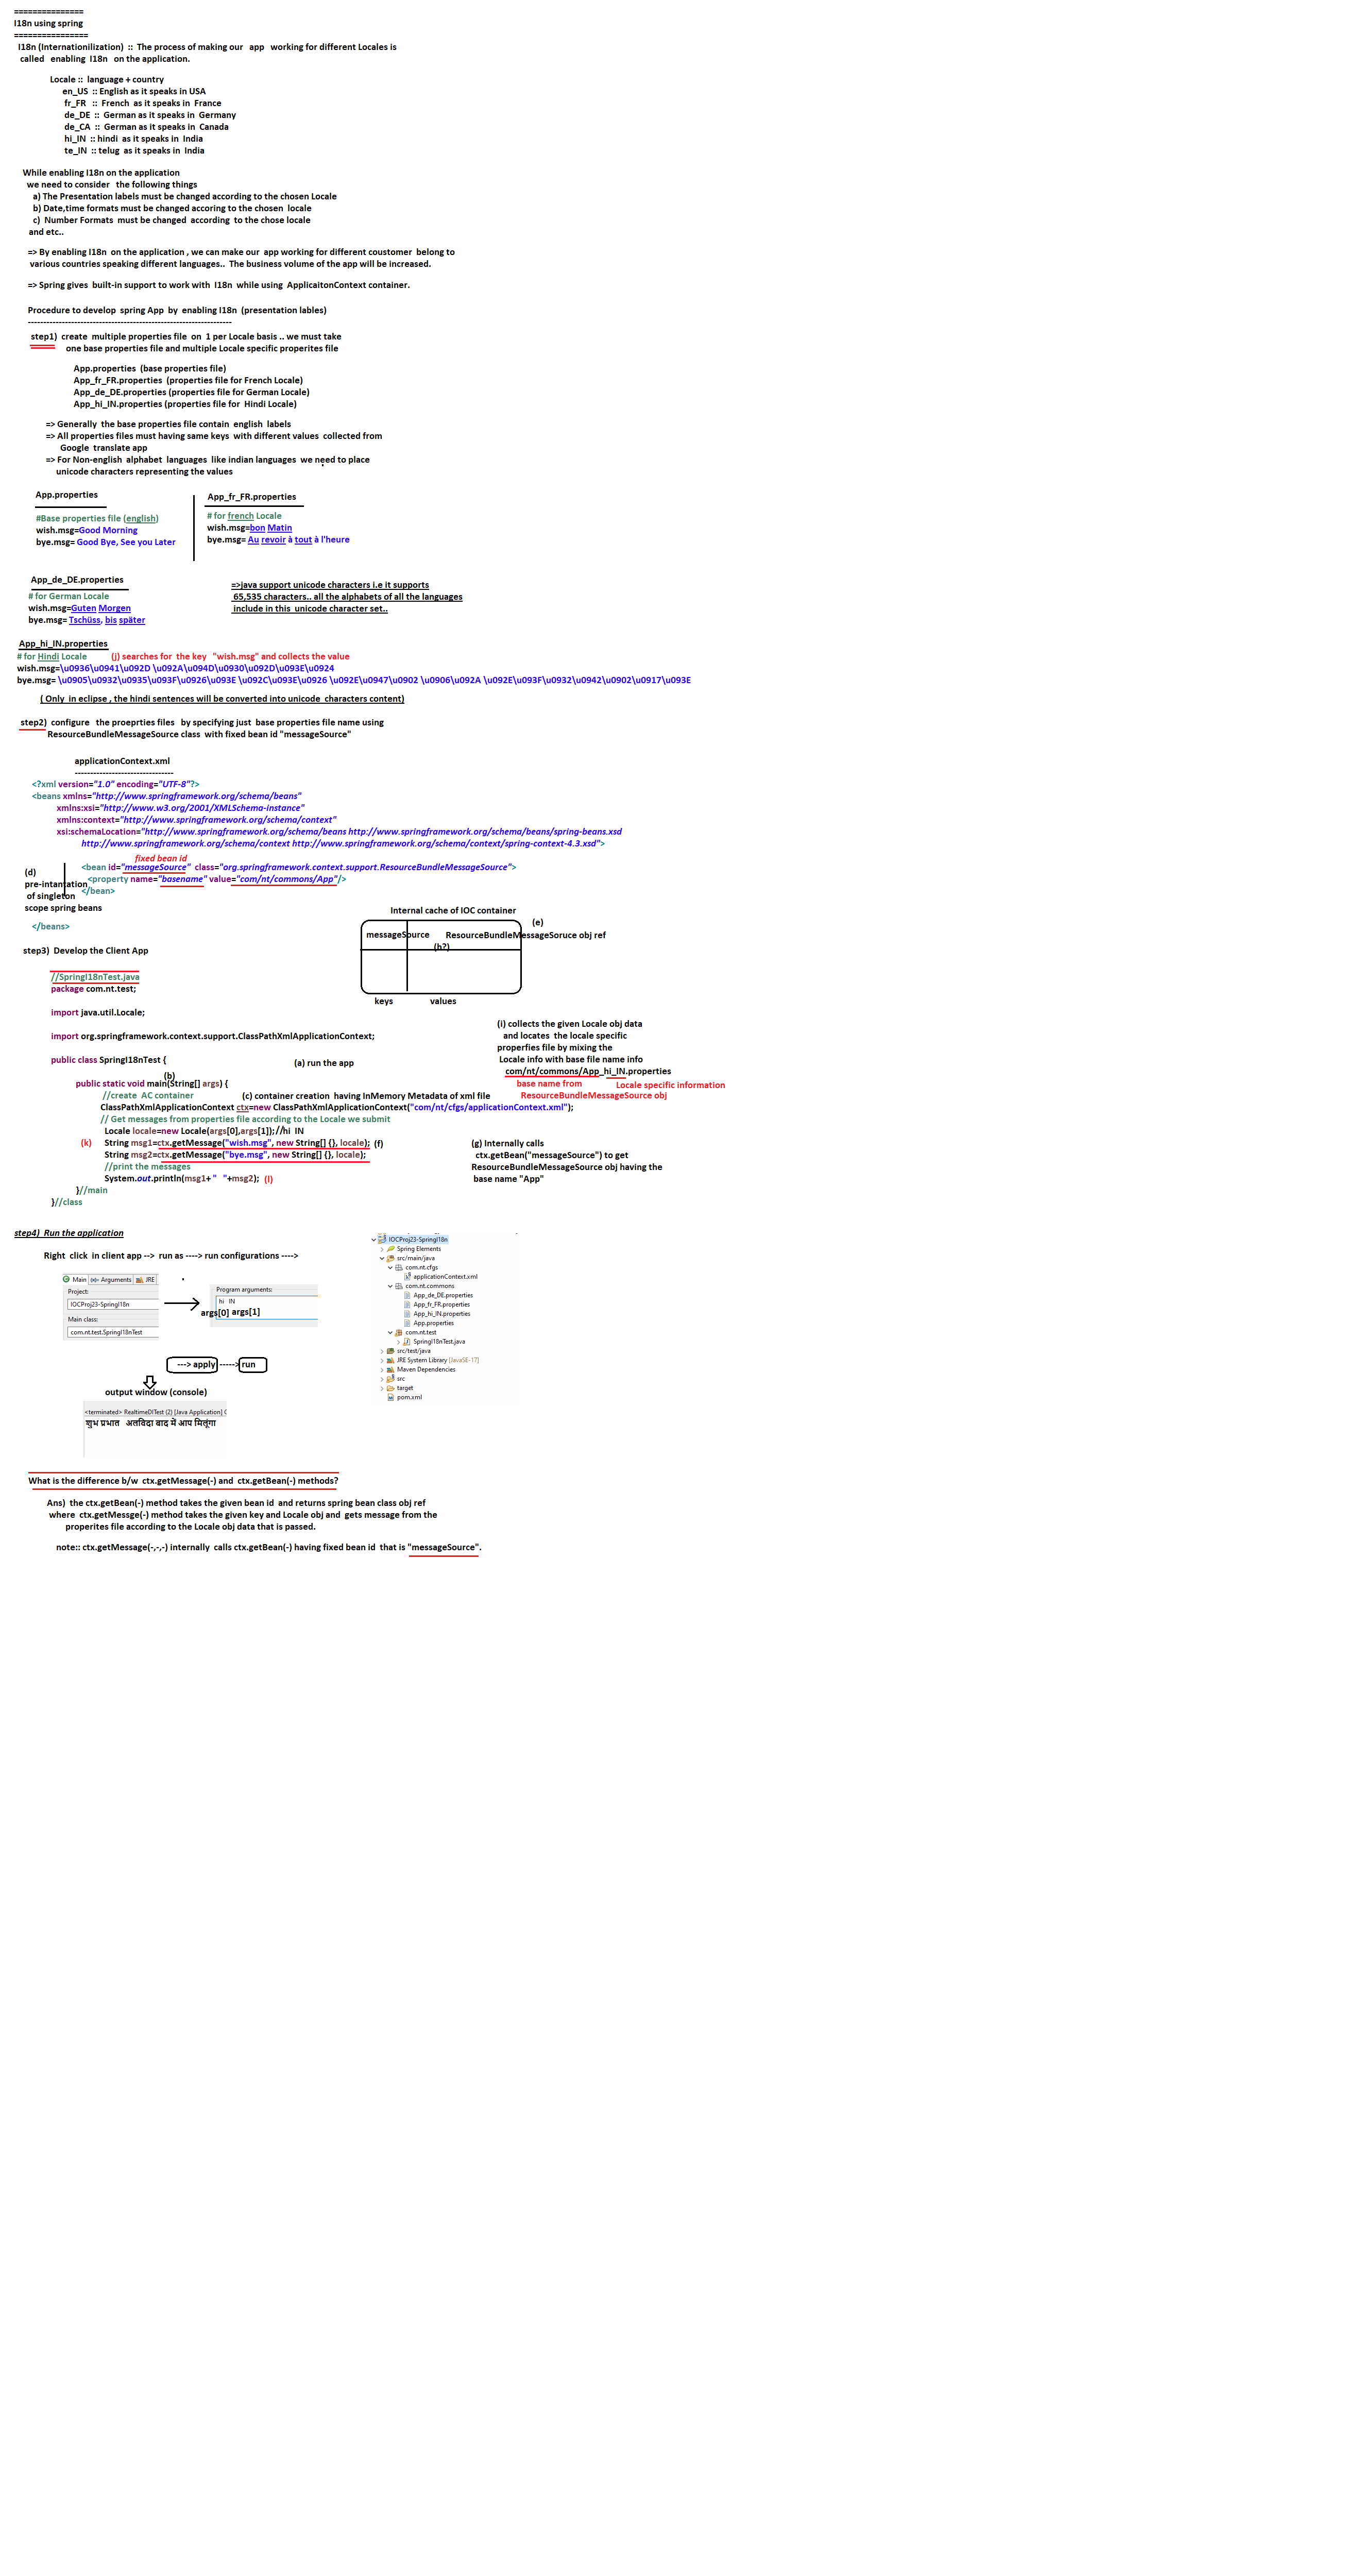 ===============
I18n using spring
================
I18n (Internationilization) :: The process of making our app working for different Locales is
called enabling I18n on the application.
Locale :: language + country
en_US :: English as it speaks in USA
fr_FR :: French as it speaks in France
de_DE :: German as it speaks in Germany
de_CA :: German as it speaks in Canada
hi_IN :: hindi as it speaks in India
te_IN :: telug as it speaks in India
While enabling I18n on the application
we need to consider the following things
a) The Presentation labels must be changed according to the chosen Locale
b) Date,time formats must be changed accoring to the chosen locale
c) Number Formats must be changed according to the chose locale
and etc..
=> By enabling I18n on the application , we can make our app working for different coustomer belong to
various countries speaking different languages.. The business volume of the app will be increased.
=> Spring gives built-in support to work with I18n while using ApplicaitonContext container.
Procedure to develop spring App by enabling I18n (presentation lables)
------------------------------------------------------------------
step1) create multiple properties file on 1 per Locale basis .. we must take
one base properties file and multiple Locale specific properites file
App.properties (base properties file)
App_fr_FR.properties (properties file for French Locale)
App_de_DE.properties (properties file for German Locale)
App_hi_IN.properties (properties file for Hindi Locale)
=> Generally the base properties file contain english labels
=> All properties files must having same keys with different values collected from
Google translate app
=> For Non-english alphabet languages like indian languages we need to place
unicode characters representing the values
App.properties
#Base properties file (english)
wish.msg=Good Morning
bye.msg= Good Bye, See you Later
App_fr_FR.properties
# for french Locale
wish.msg=bon Matin
bye.msg= Au revoir à tout à l'heure
App_de_DE.properties
# for German Locale
wish.msg=Guten Morgen
bye.msg= Tschüss, bis später
=>java support unicode characters i.e it supports
65,535 characters.. all the alphabets of all the languages
include in this unicode character set..
App_hi_IN.properties
# for Hindi Locale (j) searches for the key "wish.msg" and collects the value
wish.msg=\u0936\u0941\u092D \u092A\u094D\u0930\u092D\u093E\u0924
bye.msg= \u0905\u0932\u0935\u093F\u0926\u093E \u092C\u093E\u0926 \u092E\u0947\u0902 \u0906\u092A \u092E\u093F\u0932\u0942\u0902\u0917\u093E
( Only in eclipse , the hindi sentences will be converted into unicode characters content)
step2) configure the proeprties files by specifying just base properties file name using
ResourceBundleMessageSource class with fixed bean id "messageSource"
applicationContext.xml
--------------------------------
<?xml version="1.0" encoding="UTF-8"?>
<beans xmlns="http://www.springframework.org/schema/beans"
xmlns:xsi="http://www.w3.org/2001/XMLSchema-instance"
xmlns:context="http://www.springframework.org/schema/context"
xsi:schemaLocation="http://www.springframework.org/schema/beans http://www.springframework.org/schema/beans/spring-beans.xsd
http://www.springframework.org/schema/context http://www.springframework.org/schema/context/spring-context-4.3.xsd">
fixed bean id
<bean id="messageSource" class="org.springframework.context.support.ResourceBundleMessageSource">
<property name="basename" value="com/nt/commons/App"/>
</bean>
(d)
pre-intantation
of singleton
scope spring beans
</beans>
Internal cache of IOC container
(e)
messageSource ResourceBundleMessageSoruce obj ref
(h?)
keys values
step3) Develop the Client App
//SpringI18nTest.java
package com.nt.test;
import java.util.Locale;
import org.springframework.context.support.ClassPathXmlApplicationContext;
public class SpringI18nTest {
(a) run the app
(i) collects the given Locale obj data
and locates the locale specific
properfies file by mixing the
Locale info with base file name info
com/nt/commons/App_hi_IN.properties
base name from Locale specific information
ResourceBundleMessageSource obj
(b)
public static void main(String[] args) {
//create AC container (c) container creation having InMemory Metadata of xml file
ClassPathXmlApplicationContext ctx=new ClassPathXmlApplicationContext("com/nt/cfgs/applicationContext.xml");
// Get messages from properties file according to the Locale we submit
Locale locale=new Locale(args[0],args[1]);//hi IN
(k) String msg1=ctx.getMessage("wish.msg", new String[] {}, locale); (f)
String msg2=ctx.getMessage("bye.msg", new String[] {}, locale);
//print the messages
System.out.println(msg1+ " "+msg2); (l)
}//main
}//class
(g) Internally calls
ctx.getBean("messageSource") to get
ResourceBundleMessageSource obj having the
base name "App"
step4) Run the application
Right click in client app --> run as ----> run configurations ---->
Main (x)= Arguments JRE
Project:
IOCProj23-SpringI18n
Main class:
com.nt.test.SpringI18nTest
Program arguments:
hi IN
args[0] args[1]
---> apply -----> run
output window (console)
<terminated> RealtimeDITest (2) [Java Application] C
शुभ प्रभात अलविदा बाद में आप मिलूंगा
IOCProj23-SpringI18n
Spring Elements
src/main/java
com.nt.cfgs
applicationContext.xml
com.nt.commons
App_de_DE.properties
App_fr_FR.properties
App_hi_IN.properties
App.properties
com.nt.test
SpringI18nTest.java
src/test/java
JRE System Library [JavaSE-17]
Maven Dependencies
src
target
pom.xml
What is the difference b/w ctx.getMessage(-) and ctx.getBean(-) methods?
Ans) the ctx.getBean(-) method takes the given bean id and returns spring bean class obj ref
where ctx.getMessge(-) method takes the given key and Locale obj and gets message from the
properites file according to the Locale obj data that is passed.
note:: ctx.getMessage(-,-,-) internally calls ctx.getBean(-) having fixed bean id that is "messageSource".